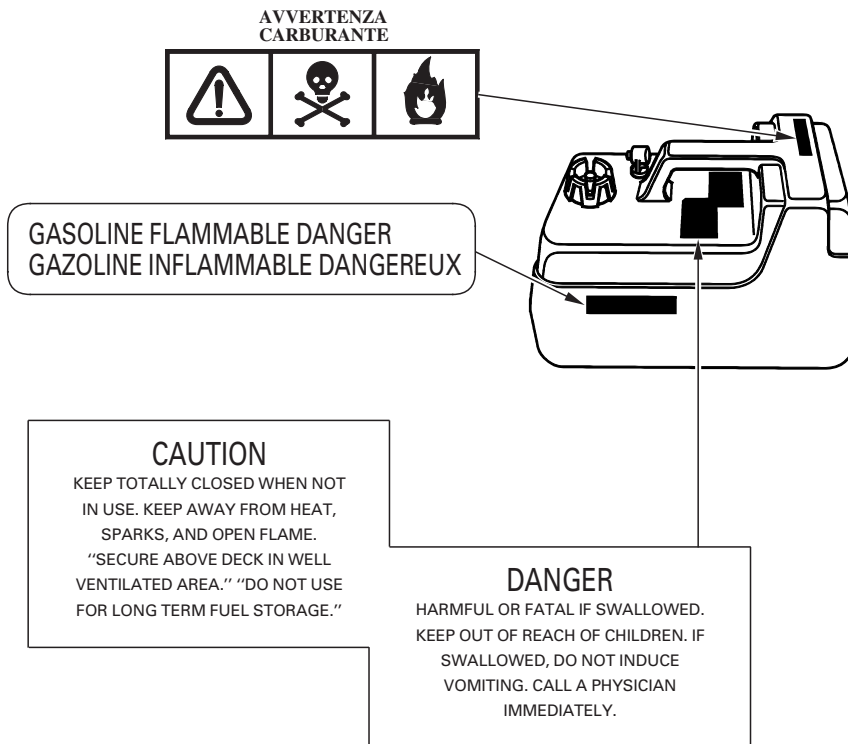 AVVERTENZA
CARBURANTE
GASOLINE FLAMMABLE DANGER
GAZOLINE INFLAMMABLE DANGEREUX
CAUTION
KEEP TOTALLY CLOSED WHEN NOT
IN USE. KEEP AWAY FROM HEAT,
SPARKS, AND OPEN FLAME.
‘‘SECURE ABOVE DECK IN WELL
VENTILATED AREA.’’ ‘‘DO NOT USE
FOR LONG TERM FUEL STORAGE.’’
DANGER
HARMFUL OR FATAL IF SWALLOWED.
KEEP OUT OF REACH OF CHILDREN. IF
SWALLOWED, DO NOT INDUCE
VOMITING. CALL A PHYSICIAN
IMMEDIATELY.